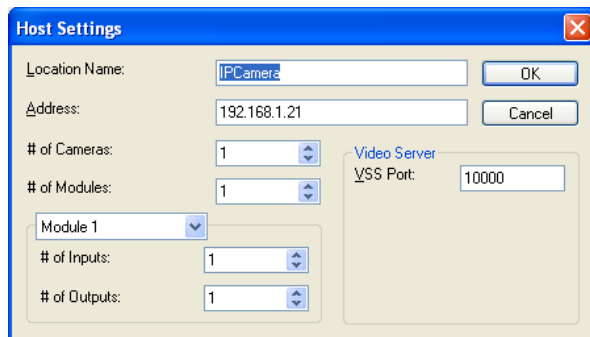 Host Settings
Location Name: IPCamera OK
Address: 192.168.1.21 Cancel
# of Cameras: 1 Video Server
VSS Port: 10000
# of Modules: 1
Module 1
# of Inputs: 1
# of Outputs: 1